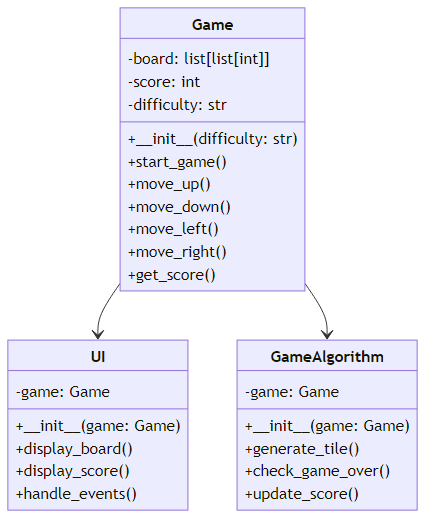 Game
-board: list[list[int]]
-score: int
-difficulty: str
+__init__(difficulty: str)
+start_game()
+move_up()
+move_down()
+move_left()
+move_right()
+get_score()
UI
-game: Game
+__init__(game: Game)
+display_board()
+display_score()
+handle_events()
GameAlgorithm
-game: Game
+__init__(game: Game)
+generate_tile()
+check_game_over()
+update_score()